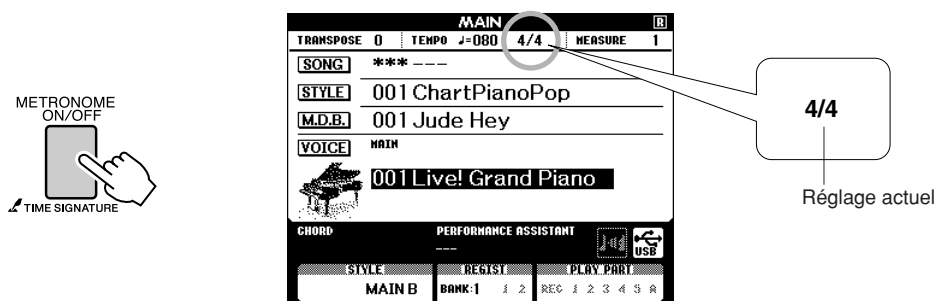 METRONOME
ON/OFF
TIME SIGNATURE
MAIN R
TRANSPOSE 0 TEMPO ♩=080 4/4 MEASURE 1
SONG ***---
STYLE 001 ChartPianoPop
M.D.B. 001 Jude Hey
VOICE MAIN
001 Live! Grand Piano
CHORD PERFORMANCE ASSISTANT
---
USB
STYLE REGIST PLAY PART
MAIN B BANK:1 1 2 REC 1 2 3 4 5 A
4/4
Réglage actuel